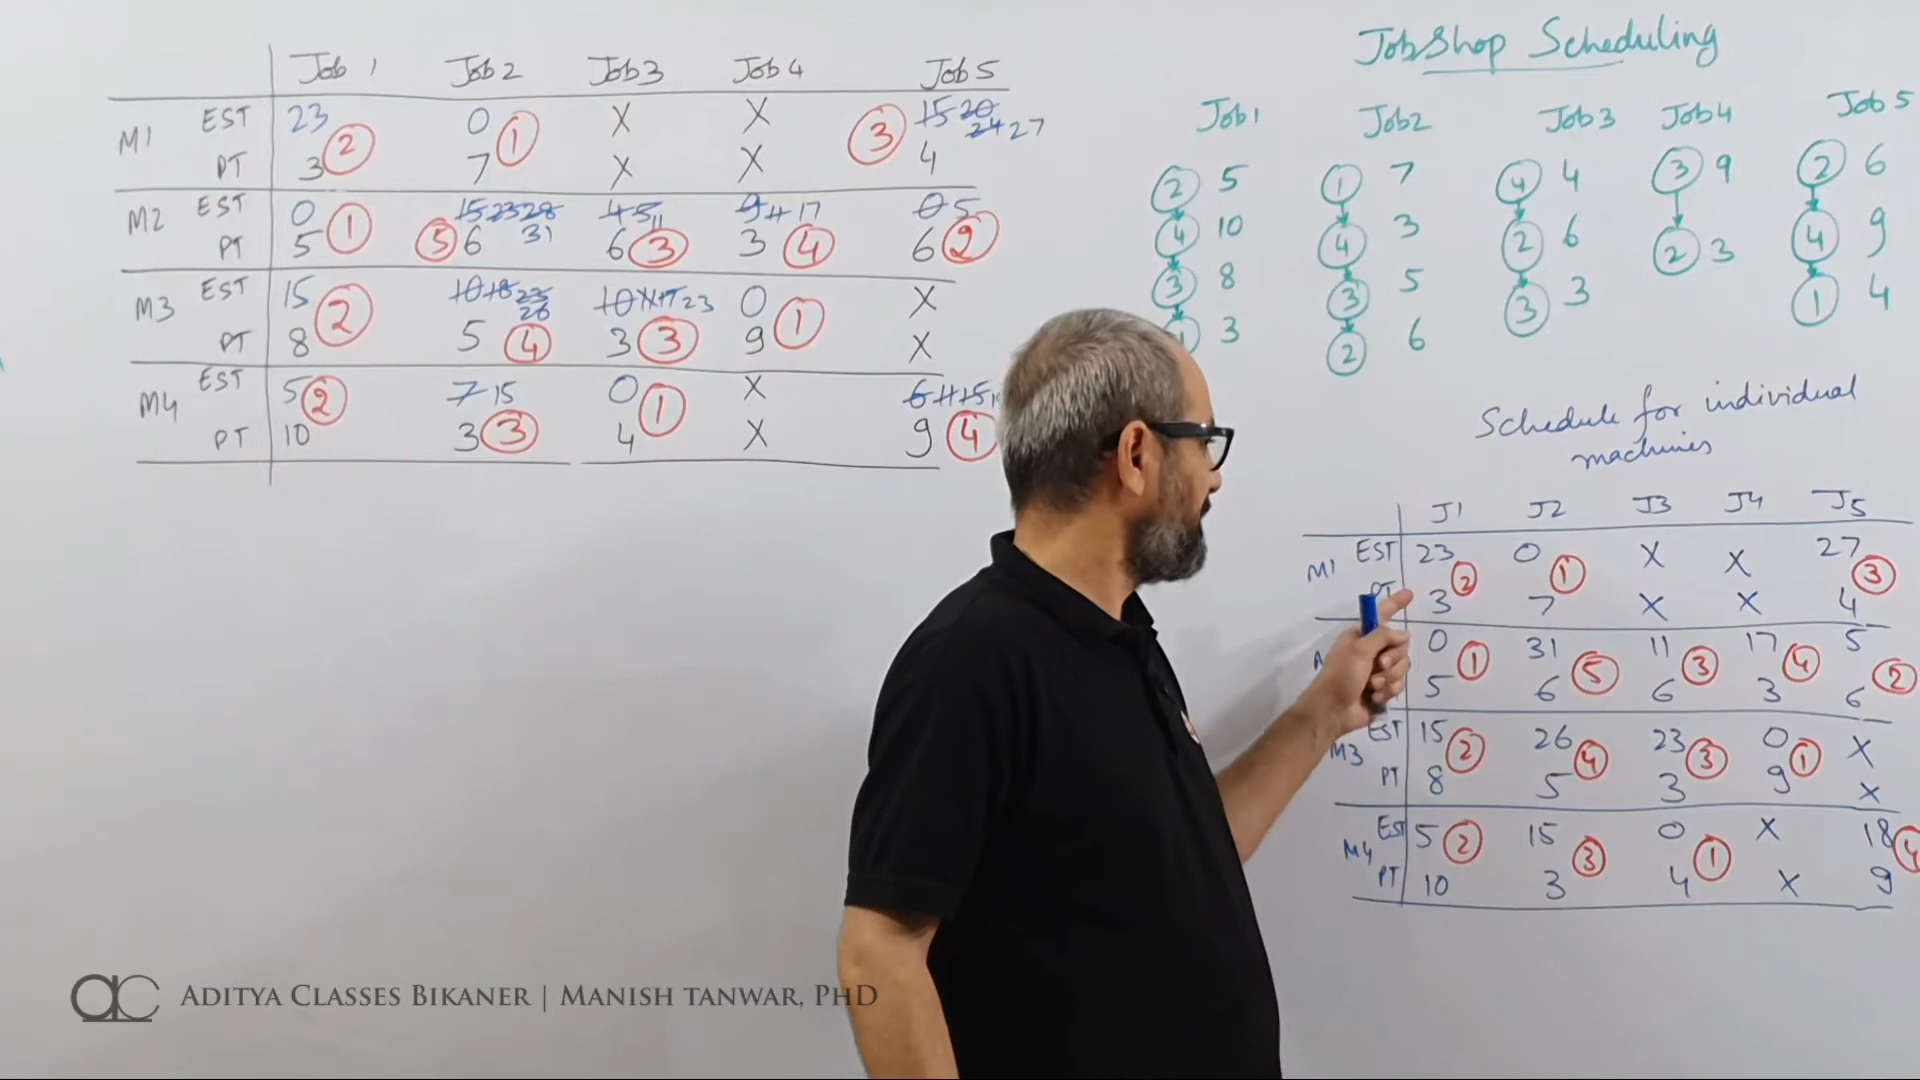 Job 1 Job 2 Job 3 Job 4 Job 5
M1 EST 23 0 X X 15 20 24 27
PT 3 ② 7 ① X X ③ 4
M2 EST 0 15 23 28 31 4 5 11 9 11 17 0 5
PT 5 ① ⑤ 6 6 ③ 3 ④ 6 ②
M3 EST 15 10 18 23 26 10 17 23 0 X
PT 8 ② 5 ④ 3 ③ 9 ① X
M4 EST 5 7 15 0 X 6 11 15
PT 10 ② 3 ③ 4 ① X 9 ④
JobShop Scheduling
Job 1 Job 2 Job 3 Job 4 Job 5
② 5 ① 7 ④ 4 ③ 9 ② 6
④ 10 ④ 3 ② 6 ② 3 ④ 9
③ 8 ③ 5 ③ 3 ① 4
3 ② 6
Schedule for individual
machines
J1 J2 J3 J4 J5
M1 EST 23 0 X X 27
PT 3 ② 7 ① X X 4 ③
0 31 11 17 5
5 ① 6 ⑤ 6 ③ 3 ④ 6 ②
M3 EST 15 26 23 0 X
PT 8 ② 5 ④ 3 ③ 9 ① X
M4 EST 5 15 0 X 18
PT 10 ② 3 ③ 4 ① X 9 ④
ac ADITYA CLASSES BIKANER | MANISH TANWAR, PHD